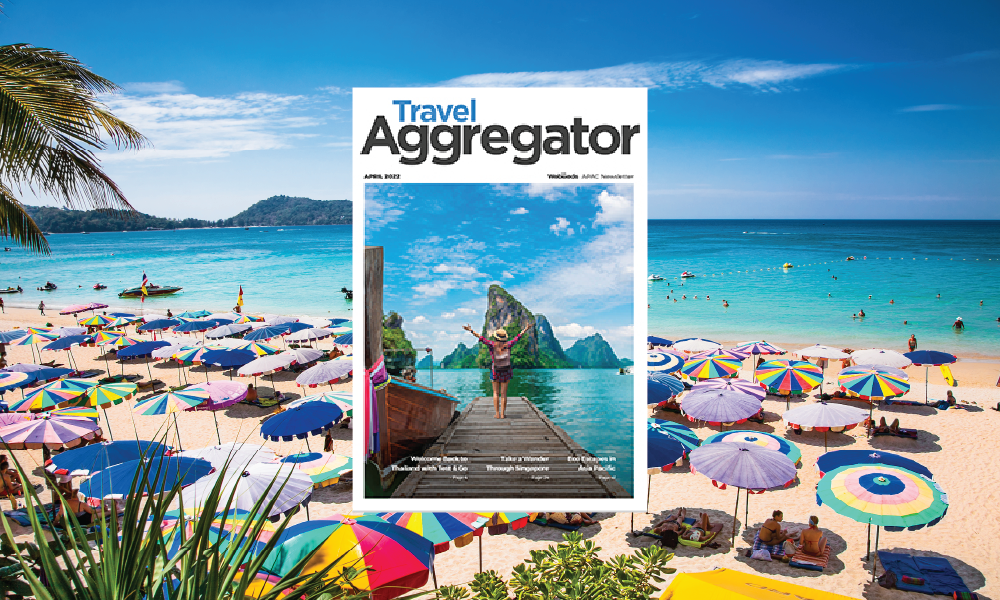 Travel
Aggregator
APRIL 2022
Webbeds APAC Newsletter
Welcome Back to
Thailand with Test & Go
Take a Wander
Through Singapore
Eco Escapes in
Asia Pacific